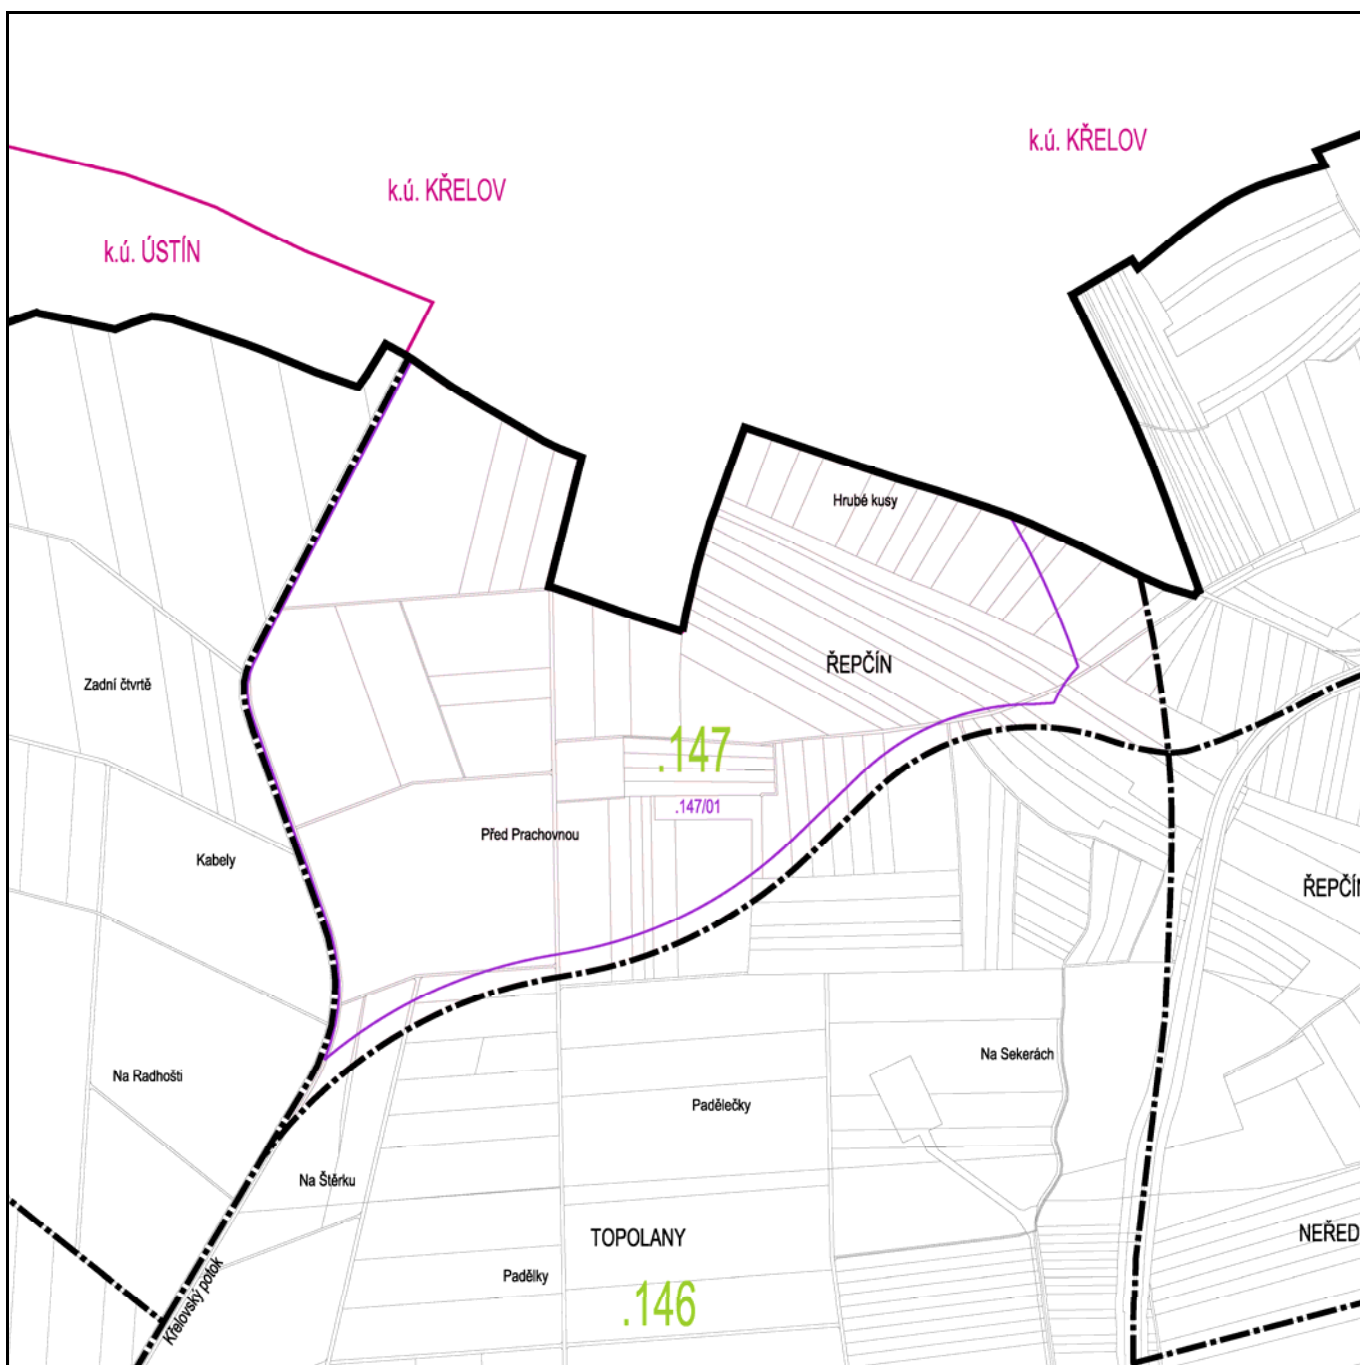 k.ú. KŘELOV
k.ú. KŘELOV
k.ú. ÚSTÍN
Hrubé kusy
ŘEPČÍN
Zadní čtvrtě
.147
.147/01
Před Prachovnou
Kabely
ŘEPČÍN
Na Sekerách
Na Radhošti
Padělečky
Na Štěrku
TOPOLANY
NEŘED
Padělky
Křelovský potok
.146